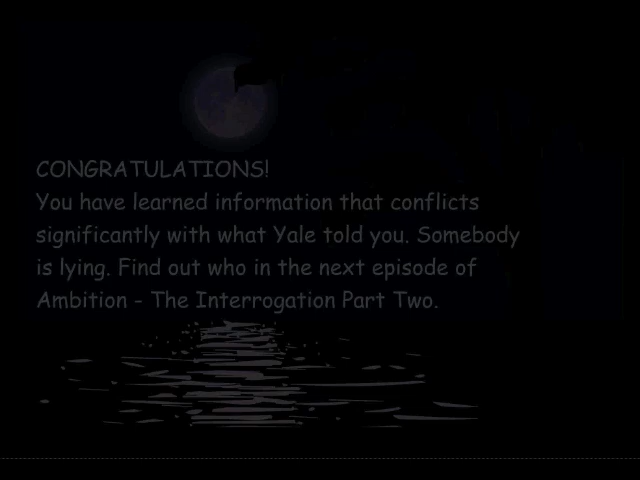 CONGRATULATIONS!
You have learned information that conflicts
significantly with what Yale told you. Somebody
is lying. Find out who in the next episode of
Ambition - The Interrogation Part Two.